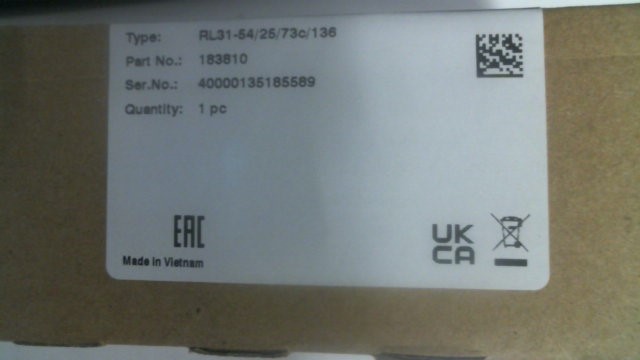 Type: RL31-54/25/73c/136
Part No.: 183810
Ser.No.: 40000135185589
Quantity: 1 pc
EAC
UK
CA
Made in Vietnam